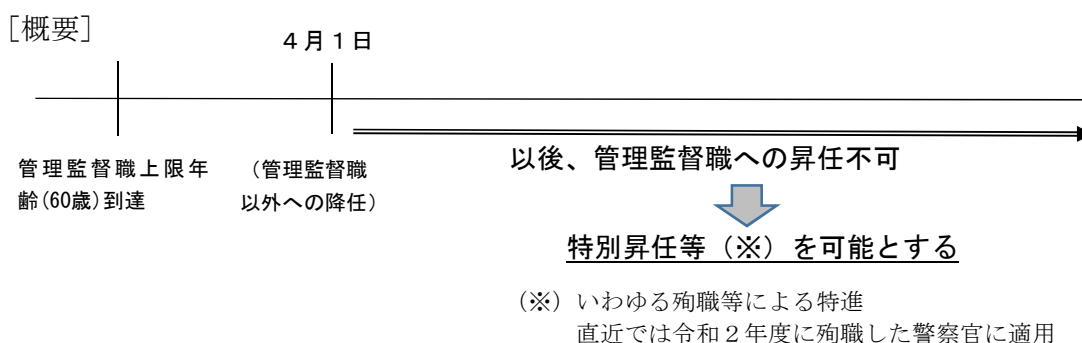 ［概要］
４月１日
管理監督職上限年
齢(60歳)到達
（管理監督職
以外への降任）
以後、管理監督職への昇任不可
特別昇任等（※）を可能とする
（※）いわゆる殉職等による特進
直近では令和２年度に殉職した警察官に適用